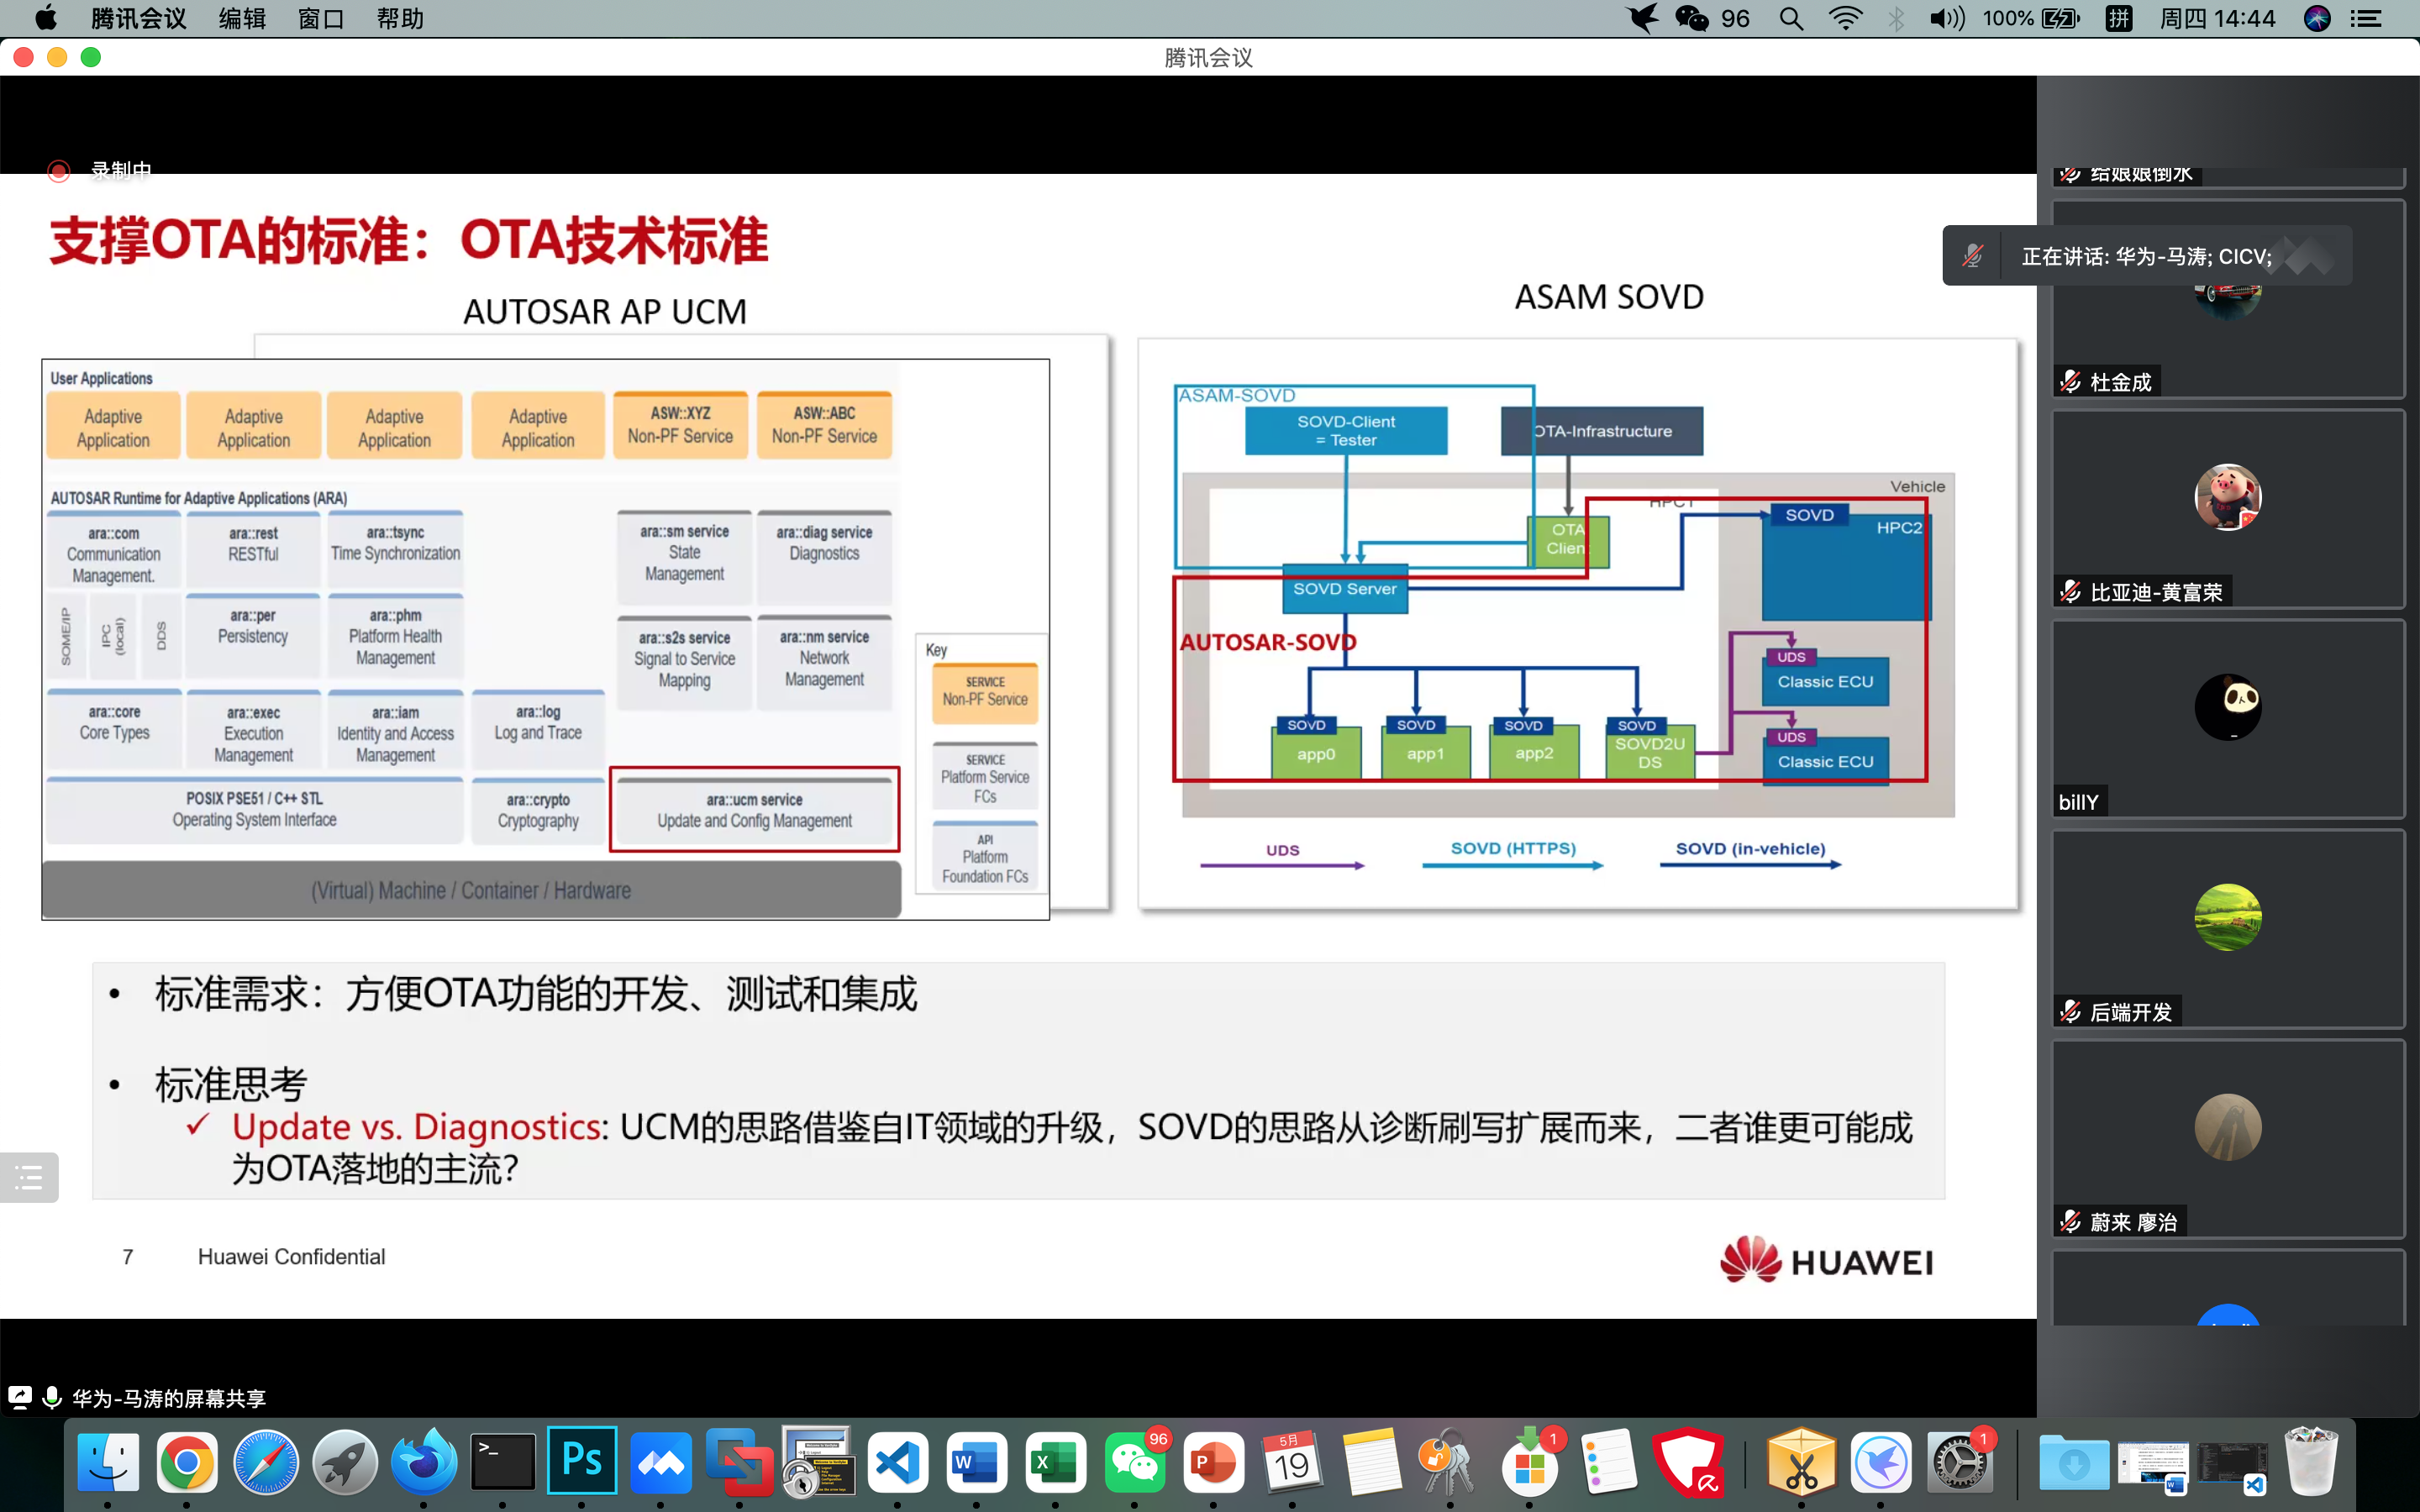 腾讯会议 编辑 窗口 帮助 96 100% 拼 周四 14:44
腾讯会议
录制中
支撑OTA的标准：OTA技术标准
AUTOSAR AP UCM
User Applications
Adaptive Application
Adaptive Application
Adaptive Application
Adaptive Application
ASW::XYZ Non-PF Service
ASW::ABC Non-PF Service
AUTOSAR Runtime for Adaptive Applications (ARA)
ara::com Communication Management.
ara::rest RESTful
ara::tsync Time Synchronization
ara::sm service State Management
ara::diag service Diagnostics
SOME/IP
IPC (local)
DDS
ara::per Persistency
ara::phm Platform Health Management
ara::s2s service Signal to Service Mapping
ara::nm service Network Management
ara::core Core Types
ara::exec Execution Management
ara::iam Identity and Access Management
ara::log Log and Trace
POSIX PSE51 / C++ STL Operating System Interface
ara::crypto Cryptography
ara::ucm service Update and Config Management
(Virtual) Machine / Container / Hardware
Key
SERVICE Non-PF Service
SERVICE Platform Service FCs
API Platform Foundation FCs
ASAM SOVD
ASAM-SOVD
SOVD-Client = Tester
OTA-Infrastructure
Vehicle
HPC1
OTA Client
SOVD
HPC2
SOVD Server
AUTOSAR-SOVD
UDS
Classic ECU
UDS
Classic ECU
SOVD
app0
SOVD
app1
SOVD
app2
SOVD
SOVD2U DS
UDS
SOVD (HTTPS)
SOVD (in-vehicle)
• 标准需求：方便OTA功能的开发、测试和集成
• 标准思考
✓ Update vs. Diagnostics: UCM的思路借鉴自IT领域的升级，SOVD的思路从诊断刷写扩展而来，二者谁更可能成
为OTA落地的主流？
7 Huawei Confidential
HUAWEI
华为-马涛的屏幕共享
给娘娘倒水
正在讲话: 华为-马涛; CICV;
杜金成
比亚迪-黄富荣
billY
后端开发
蔚来 廖治
>_
Ps
W
X
96
P
5月
19
1
1